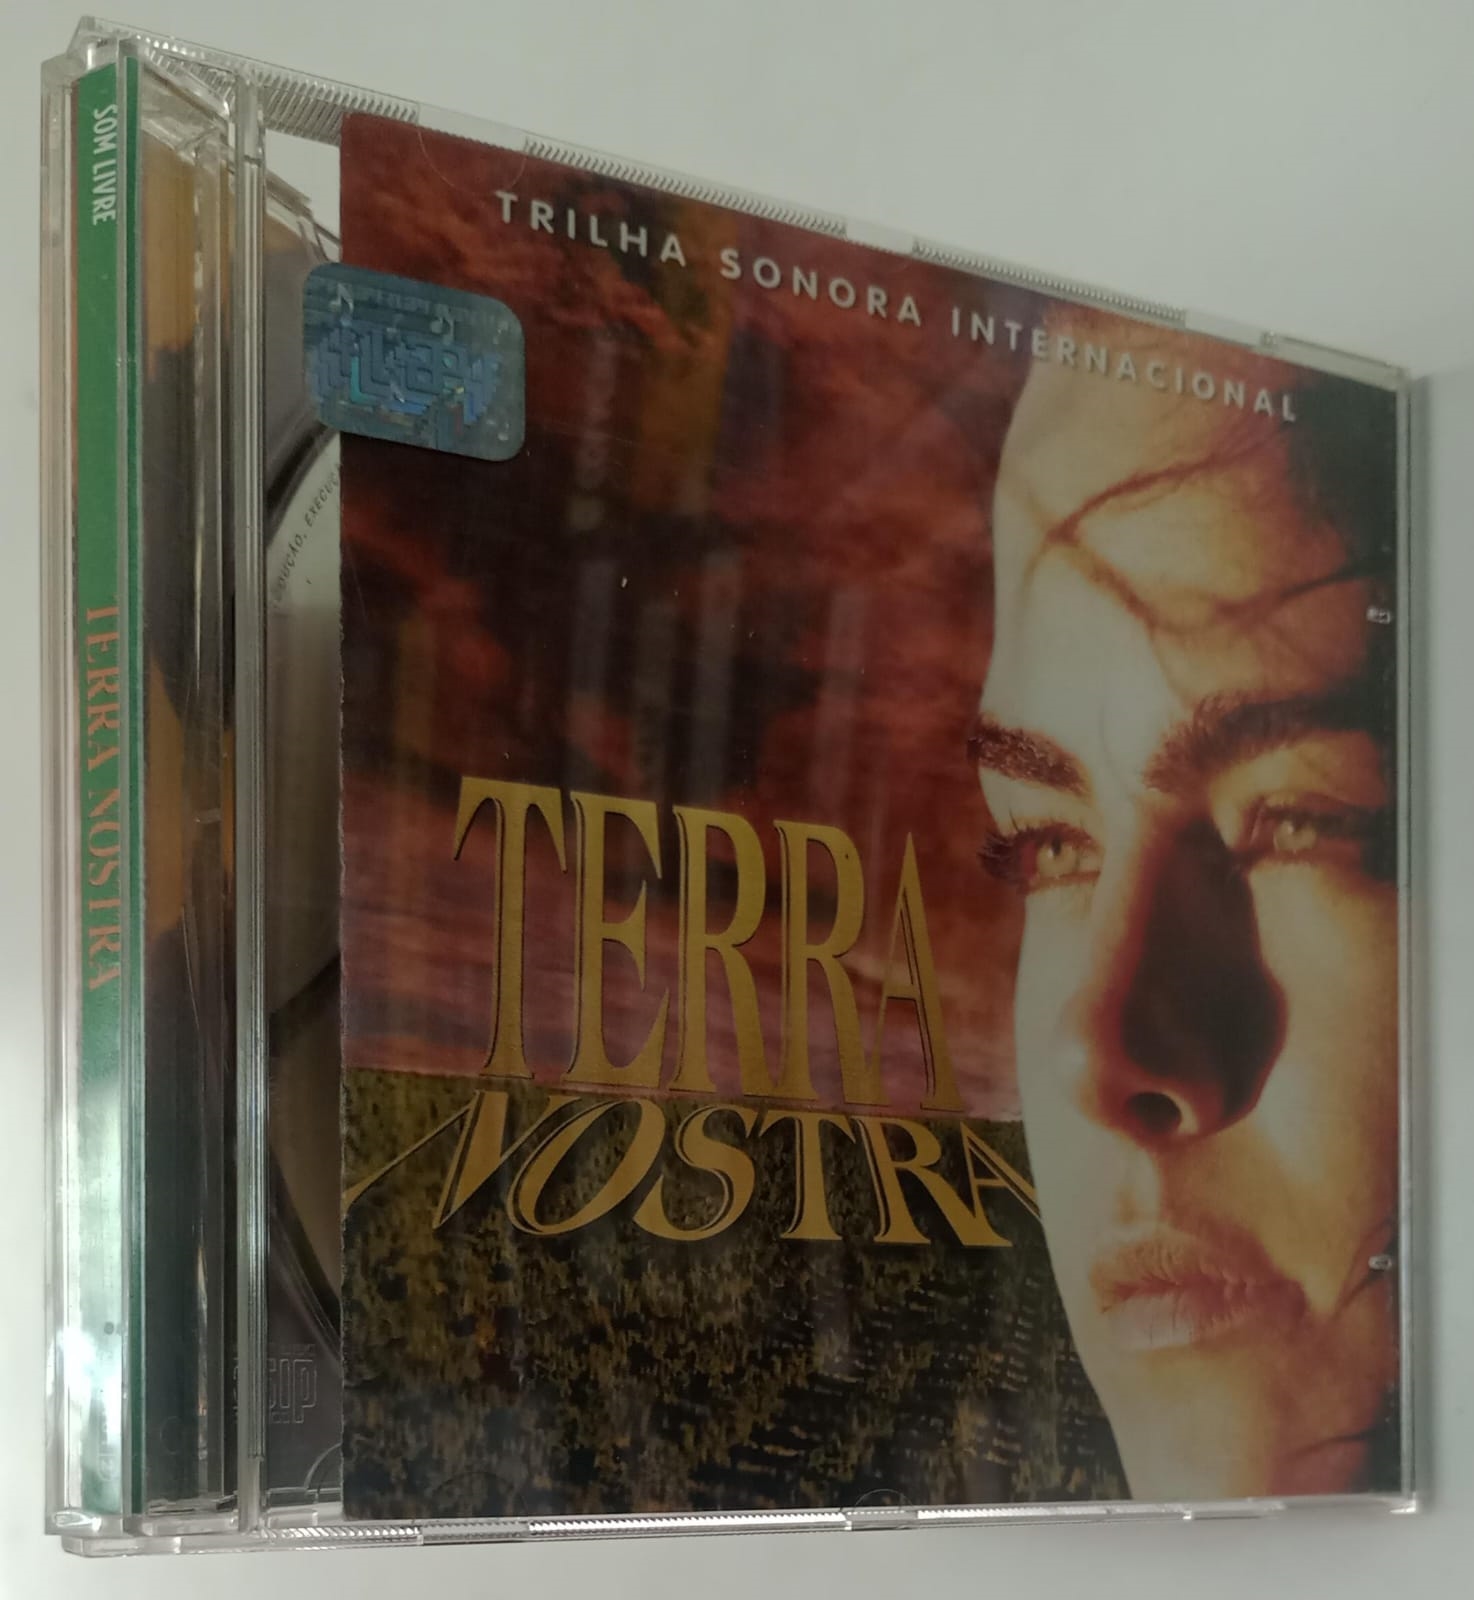 SOM LIVRE
TERRA NOSTRA
TRILHA SONORA INTERNACIONAL
TERRA
NOSTRA